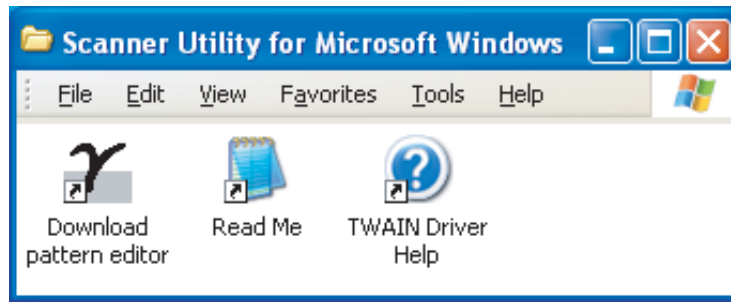 Scanner Utility for Microsoft Windows
File Edit View Favorites Tools Help
Download
pattern editor
Read Me
TWAIN Driver
Help